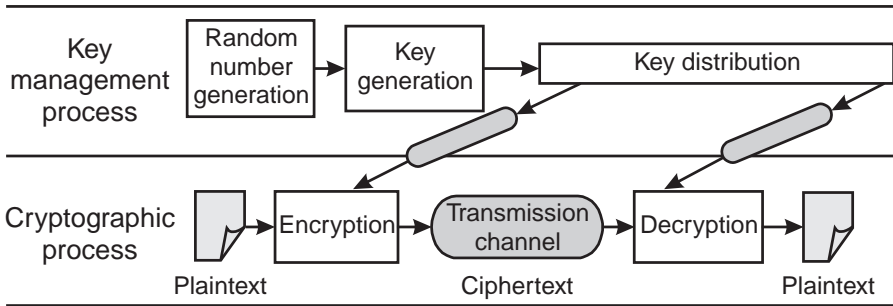 Key
management
process
Random
number
generation
Key
generation
Key distribution
Cryptographic
process
Encryption
Transmission
channel
Decryption
Plaintext
Ciphertext
Plaintext